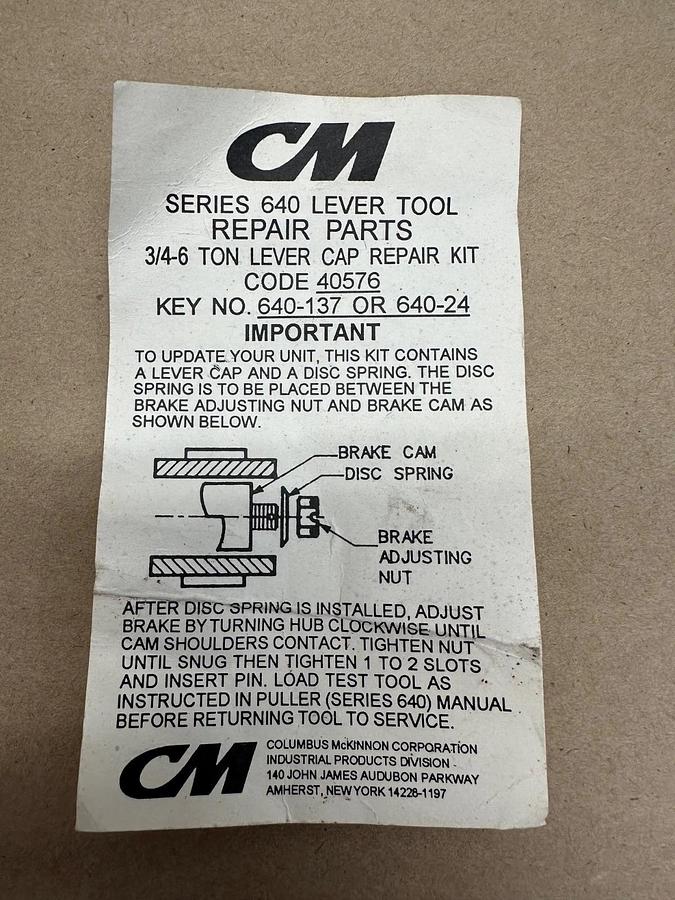 CM
SERIES 640 LEVER TOOL
REPAIR PARTS
3/4-6 TON LEVER CAP REPAIR KIT
CODE 40576
KEY NO. 640-137 OR 640-24
IMPORTANT
TO UPDATE YOUR UNIT, THIS KIT CONTAINS
A LEVER CAP AND A DISC SPRING. THE DISC
SPRING IS TO BE PLACED BETWEEN THE
BRAKE ADJUSTING NUT AND BRAKE CAM AS
SHOWN BELOW.
BRAKE CAM
DISC SPRING
BRAKE
ADJUSTING
NUT
AFTER DISC SPRING IS INSTALLED, ADJUST
BRAKE BY TURNING HUB CLOCKWISE UNTIL
CAM SHOULDERS CONTACT. TIGHTEN NUT
UNTIL SNUG THEN TIGHTEN 1 TO 2 SLOTS
AND INSERT PIN. LOAD TEST TOOL AS
INSTRUCTED IN PULLER (SERIES 640) MANUAL
BEFORE RETURNING TOOL TO SERVICE.
CM
COLUMBUS McKINNON CORPORATION
INDUSTRIAL PRODUCTS DIVISION
140 JOHN JAMES AUDUBON PARKWAY
AMHERST, NEW YORK 14228-1197